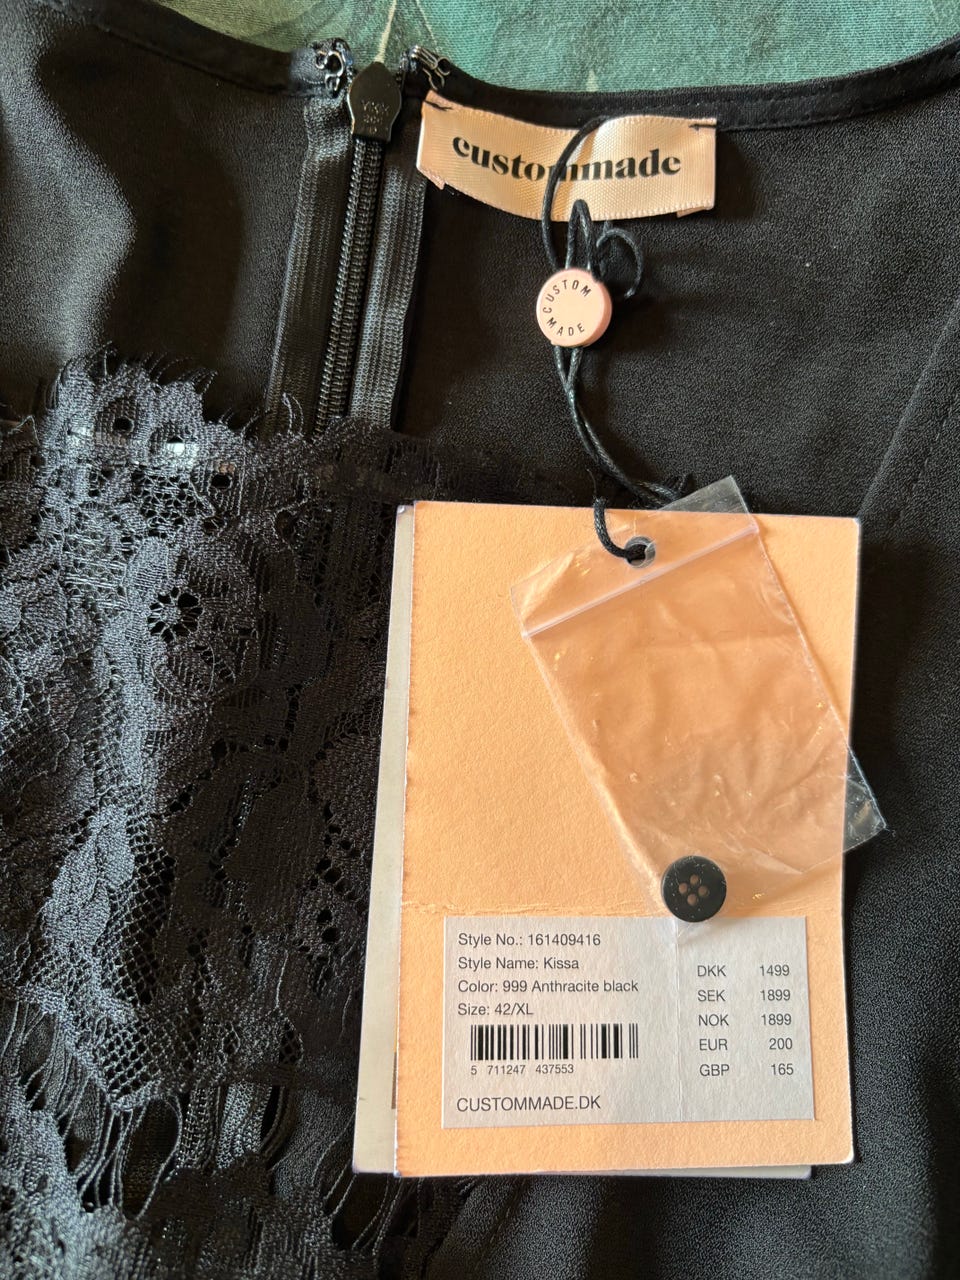 custommade
CUSTOM
MADE
Style No.: 161409416
Style Name: Kissa
Color: 999 Anthracite black
Size: 42/XL
5 711247 437553
CUSTOMMADE.DK
DKK 1499
SEK 1899
NOK 1899
EUR 200
GBP 165